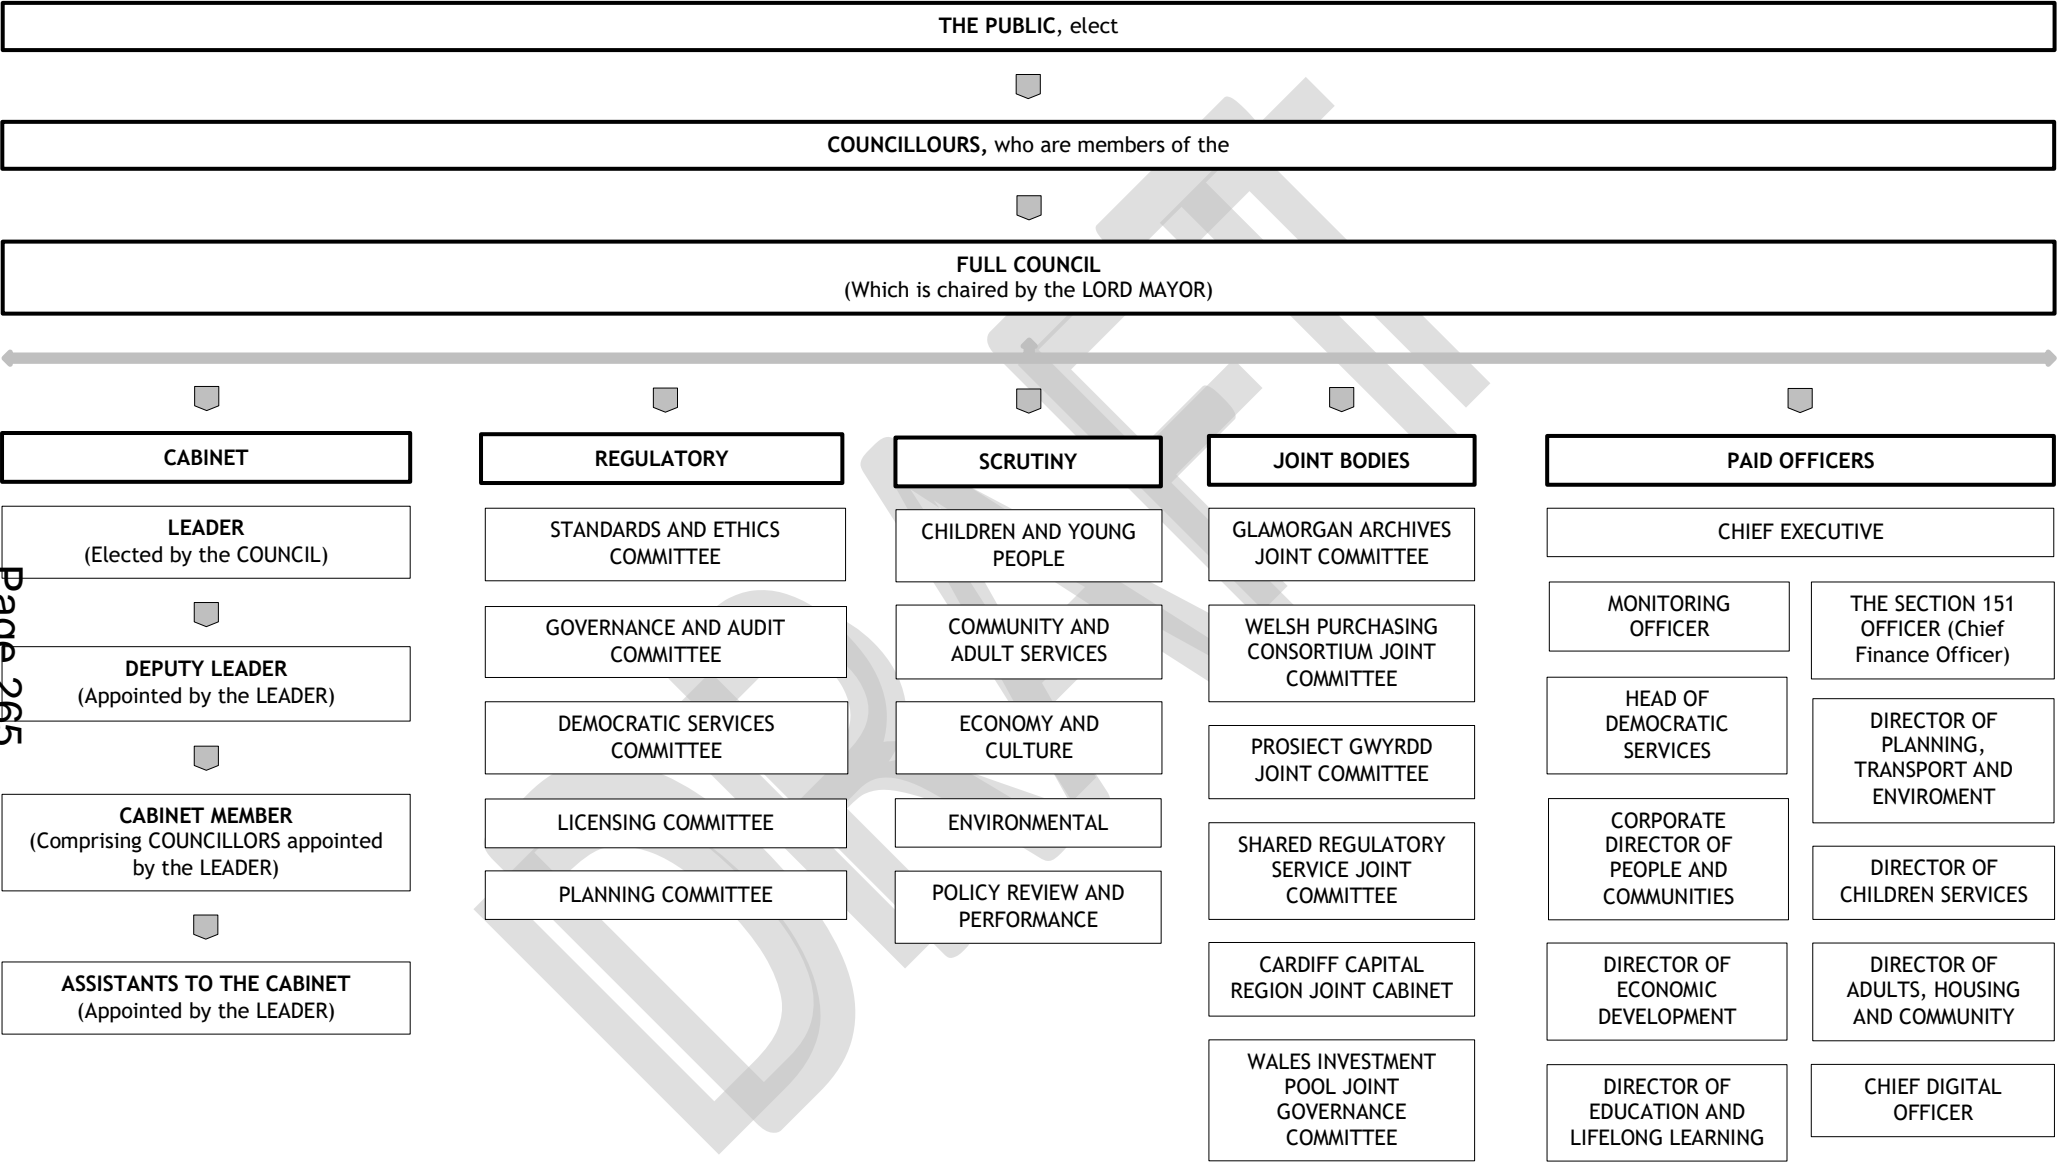 THE PUBLIC, elect
COUNCILLOURS, who are members of the
FULL COUNCIL
(Which is chaired by the LORD MAYOR)
CABINET
LEADER
(Elected by the COUNCIL)
DEPUTY LEADER
(Appointed by the LEADER)
CABINET MEMBER
(Comprising COUNCILLORS appointed
by the LEADER)
ASSISTANTS TO THE CABINET
(Appointed by the LEADER)
REGULATORY
STANDARDS AND ETHICS
COMMITTEE
GOVERNANCE AND AUDIT
COMMITTEE
DEMOCRATIC SERVICES
COMMITTEE
LICENSING COMMITTEE
PLANNING COMMITTEE
SCRUTINY
CHILDREN AND YOUNG
PEOPLE
COMMUNITY AND
ADULT SERVICES
ECONOMY AND
CULTURE
ENVIRONMENTAL
POLICY REVIEW AND
PERFORMANCE
JOINT BODIES
GLAMORGAN ARCHIVES
JOINT COMMITTEE
WELSH PURCHASING
CONSORTIUM JOINT
COMMITTEE
PROSIECT GWYRDD
JOINT COMMITTEE
SHARED REGULATORY
SERVICE JOINT
COMMITTEE
CARDIFF CAPITAL
REGION JOINT CABINET
WALES INVESTMENT
POOL JOINT
GOVERNANCE
COMMITTEE
PAID OFFICERS
CHIEF EXECUTIVE
MONITORING
OFFICER
THE SECTION 151
OFFICER (Chief
Finance Officer)
HEAD OF
DEMOCRATIC
SERVICES
DIRECTOR OF
PLANNING,
TRANSPORT AND
ENVIROMENT
CORPORATE
DIRECTOR OF
PEOPLE AND
COMMUNITIES
DIRECTOR OF
CHILDREN SERVICES
DIRECTOR OF
ECONOMIC
DEVELOPMENT
DIRECTOR OF
ADULTS, HOUSING
AND COMMUNITY
DIRECTOR OF
EDUCATION AND
LIFELONG LEARNING
CHIEF DIGITAL
OFFICER
Page 265
DRAFT